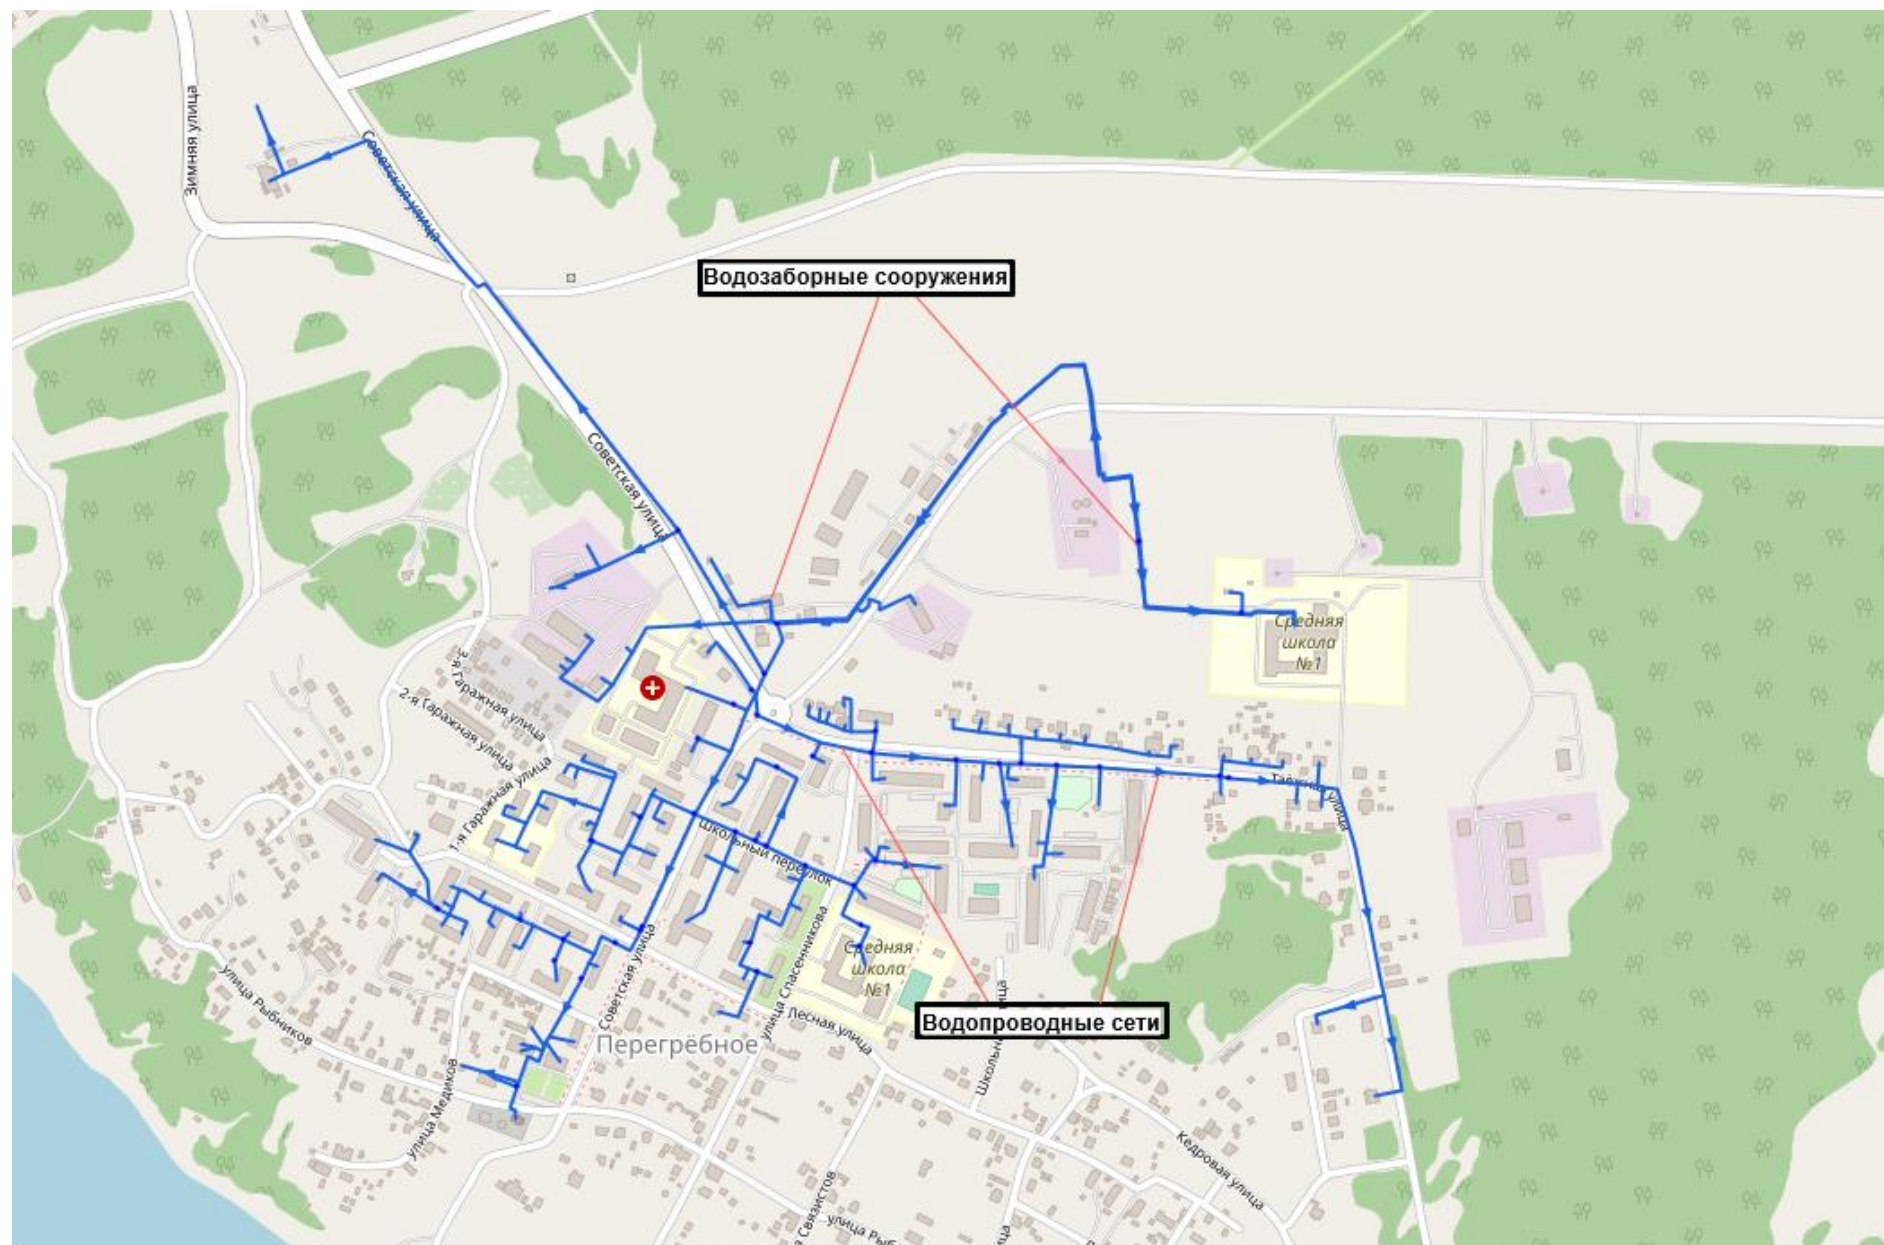 Зимняя улица
Советская улица
Водозаборные сооружения
Советская улица
Средняя
школа
№1
3-я Гаражная улица
2-я Гаражная улица
1-я Гаражная улица
Таёжная улица
Школьный переулок
улица Спасенникова
Средняя
школа
№1
Советская улица
улица Рыбников
Водопроводные сети
Лесная улица
Перегрёбное
улица Медиков
Кедровая улица